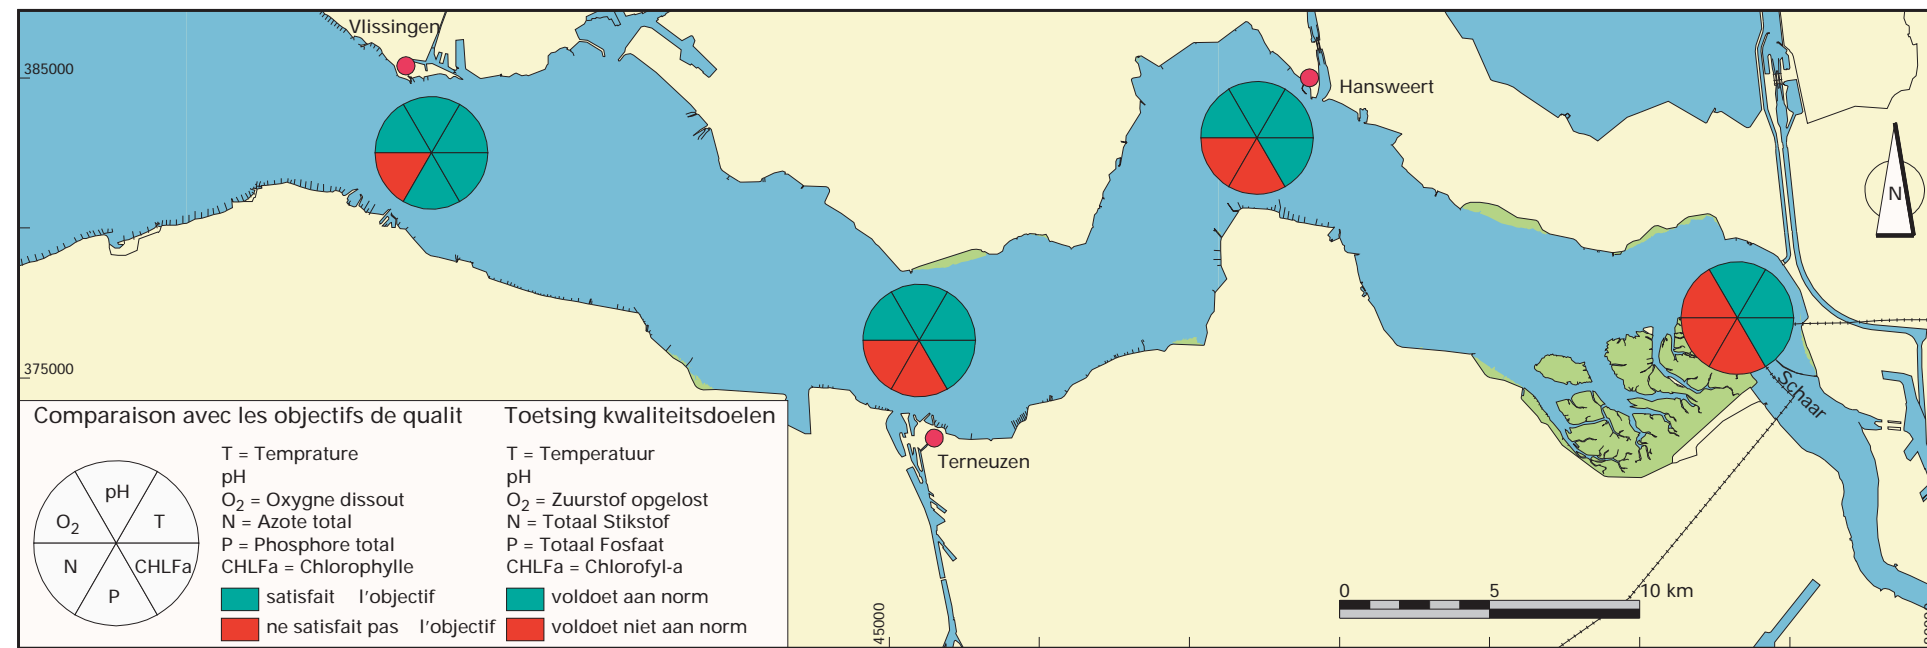 Vlissingen
385000
Hansweert
N
375000
Schaar
Terneuzen
Comparaison avec les objectifs de qualit
Toetsing kwaliteitsdoelen
pH
O2
T
N
CHLFa
P
T = Temprature
pH
O2 = Oxygne dissout
N = Azote total
P = Phosphore total
CHLFa = Chlorophylle
satisfait l'objectif
ne satisfait pas l'objectif
T = Temperatuur
pH
O2 = Zuurstof opgelost
N = Totaal Stikstof
P = Totaal Fosfaat
CHLFa = Chlorofyl-a
voldoet aan norm
voldoet niet aan norm
45000
0 5 10 km